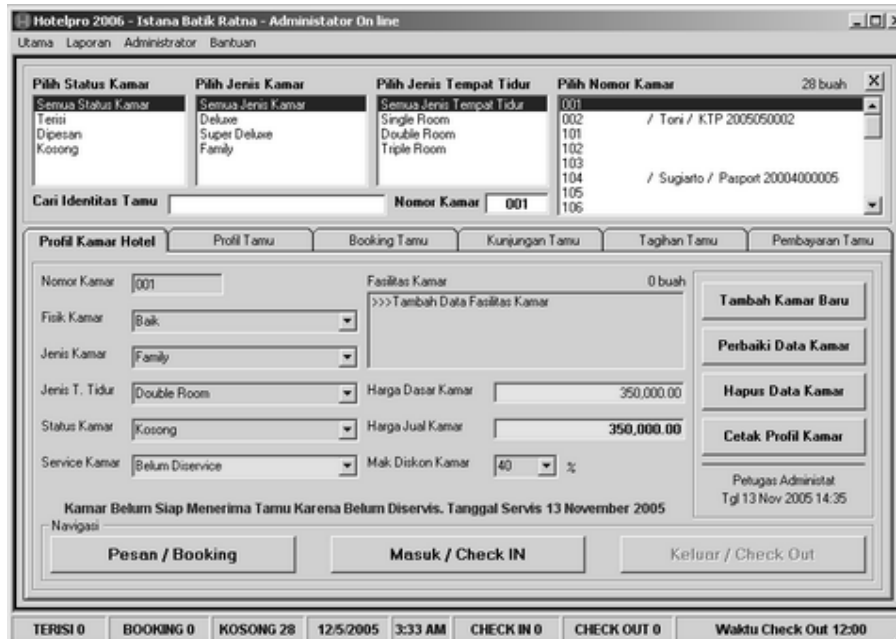 Hotelpro 2006 - Istana Batik Ratna - Administator On line
Utama Laporan Administrator Bantuan
Pilih Status Kamar Pilih Jenis Kamar Pilih Jenis Tempat Tidur Pilih Nomor Kamar 28 buah X
Semua Status Kamar Semua Jenis Kamar Semua Jenis Tempat Tidur 001
Terisi Deluxe Single Room 002 / Toni / KTP 2005050002
Dipesan Super Deluxe Double Room 101
Kosong Family Triple Room 102
103
104 / Sugiarto / Pasport 20004000005
105
Cari Identitas Tamu Nomor Kamar 001 106
Profil Kamar Hotel Profil Tamu Booking Tamu Kunjungan Tamu Tagihan Tamu Pembayaran Tamu
Nomor Kamar 001 Fasilitas Kamar 0 buah
>>>Tambah Data Fasilitas Kamar Tambah Kamar Baru
Fisik Kamar Baik
Jenis Kamar Family Perbaiki Data Kamar
Jenis T. Tidur Double Room Harga Dasar Kamar 350,000.00 Hapus Data Kamar
Status Kamar Kosong Harga Jual Kamar 350,000.00 Cetak Profil Kamar
Service Kamar Belum Diservice Mak Diskon Kamar 40 %
Petugas Administat
Tgl 13 Nov 2005 14:35
Kamar Belum Siap Menerima Tamu Karena Belum Diservis. Tanggal Servis 13 November 2005
Navigasi
Pesan / Booking Masuk / Check IN Keluar / Check Out
TERISI 0 BOOKING 0 KOSONG 28 12/5/2005 3:33 AM CHECK IN 0 CHECK OUT 0 Waktu Check Out 12:00